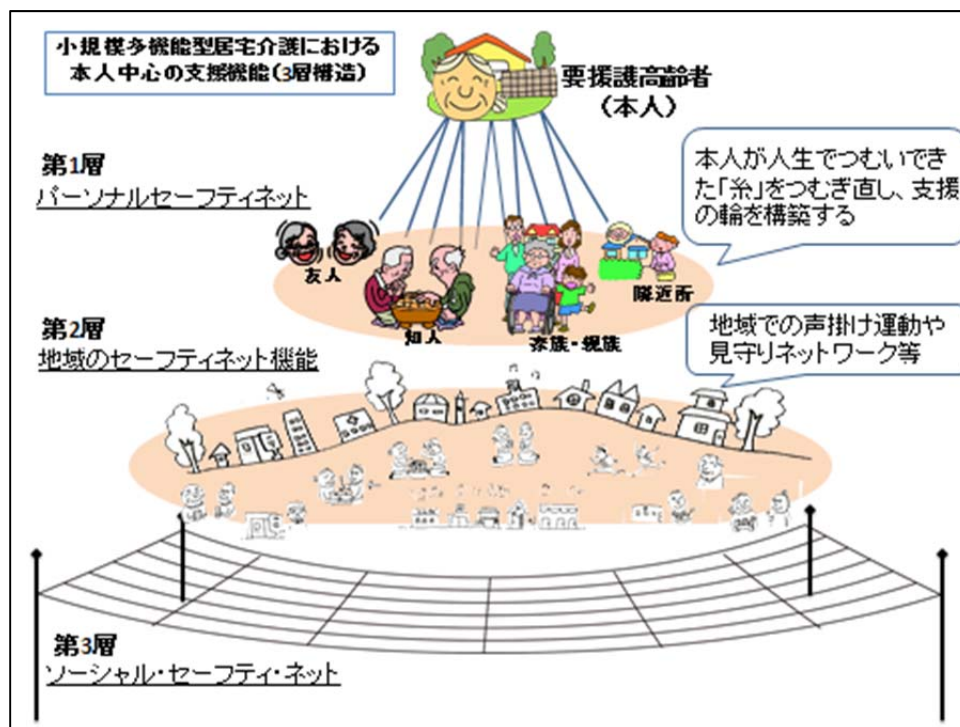 小規模多機能型居宅介護における
本人中心の支援機能(3層構造)
要援護高齢者
(本人)
第1層
パーソナルセーフティネット
本人が人生でつむいでき
た「糸」をつむぎ直し、支援
の輪を構築する
友人
知人
家族・親族
隣近所
第2層
地域のセーフティネット機能
地域での声掛け運動や
見守りネットワーク等
第3層
ソーシャル・セーフティ・ネット